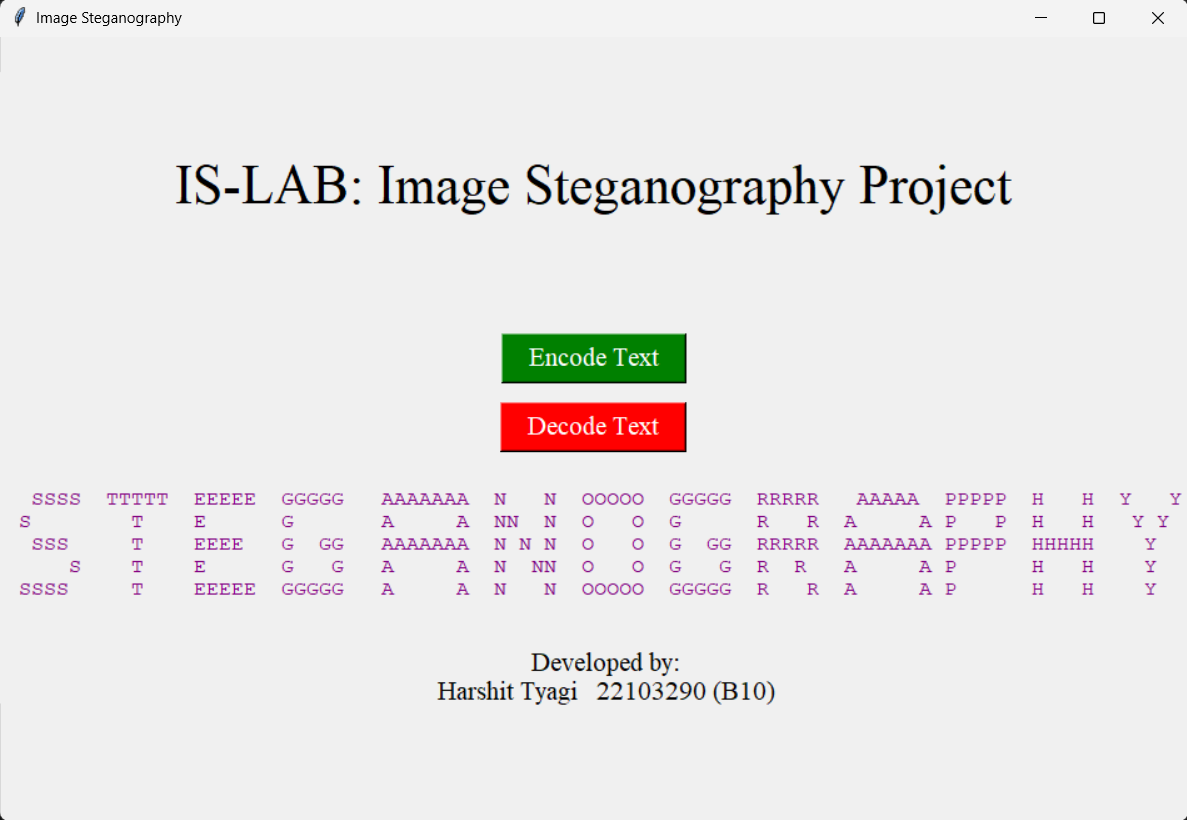 Image Steganography
IS-LAB: Image Steganography Project
Encode Text
Decode Text
 SSSS  TTTTT  EEEEE  GGGGG   AAAAAAA  N   N  OOOOO  GGGGG  RRRRR   AAAAA  PPPPP  H   H  Y   Y
S        T    E      G       A     A  NN  N  O   O  G      R   R  A     A P   P  H   H   Y Y
 SSS     T    EEEE   G  GG   AAAAAAA  N N N  O   O  G  GG  RRRRR  AAAAAAA PPPPP  HHHHH    Y
    S    T    E      G   G   A     A  N  NN  O   O  G   G  R  R   A     A P      H   H    Y
SSSS     T    EEEEE  GGGGG   A     A  N   N  OOOOO  GGGGG  R   R  A     A P      H   H    Y
Developed by:
Harshit Tyagi   22103290 (B10)